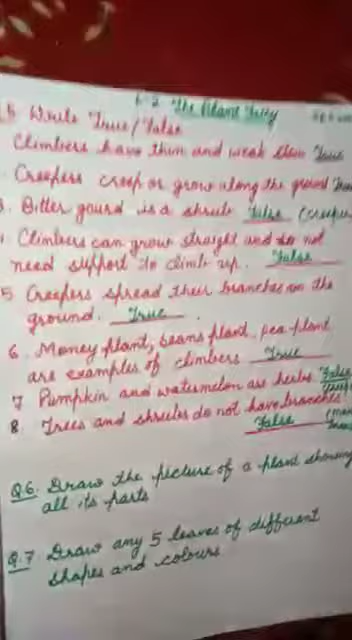 L-2 The Plant Fairy
5 Write True/False
Climbers have thin and weak stem True
Creepers creep or grow along the ground True
3. Bitter gourd is a shrub False (creeper
4. Climbers can grow straight and do not
need support to climb up. False
5 Creepers spread their branches on the
ground. True.
6. Money plant, beans plant, pea plant
are examples of climbers True
7 Pumpkin and watermelon are herbs False
8. Trees and shrubs do not have branches
False
Q6. Draw the picture of a plant showing
all its parts
Q.7 Draw any 5 leaves of different
shapes and colours